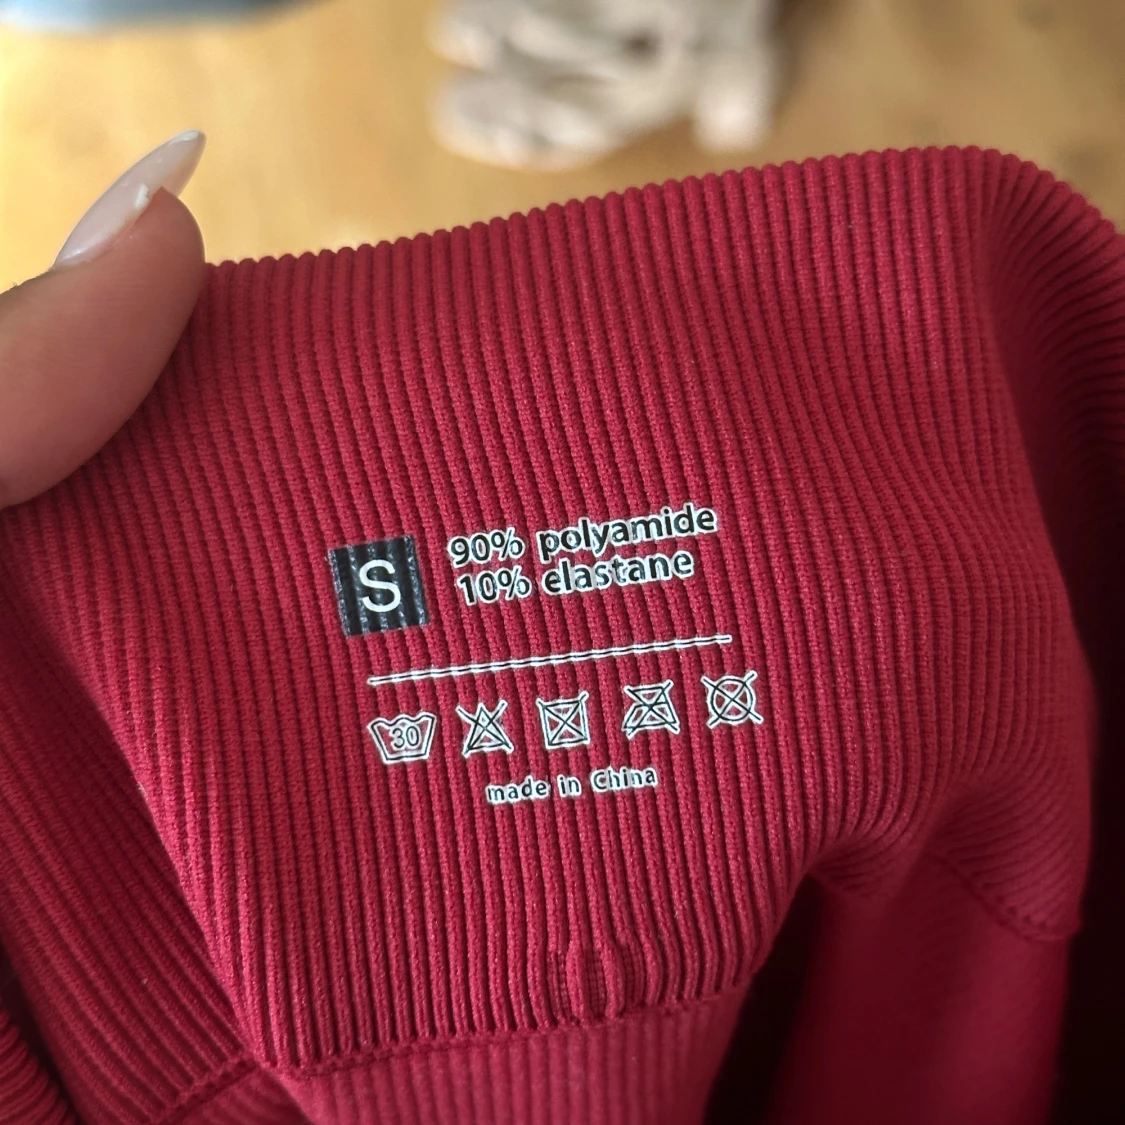 S
90% polyamide
10% elastane
30
made in China